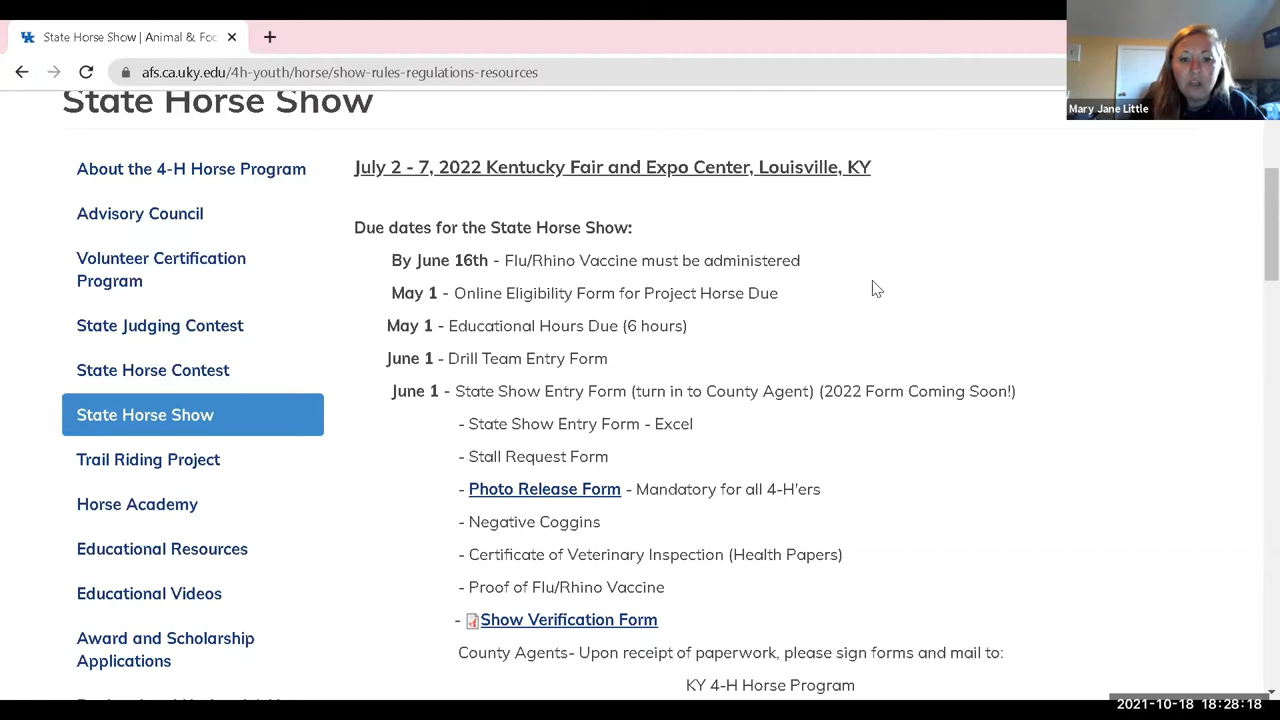 State Horse Show | Animal & Foo
afs.ca.uky.edu/4h-youth/horse/show-rules-regulations-resources
Mary Jane Little
State Horse Show
About the 4-H Horse Program
Advisory Council
Volunteer Certification
Program
State Judging Contest
State Horse Contest
State Horse Show
Trail Riding Project
Horse Academy
Educational Resources
Educational Videos
Award and Scholarship
Applications
July 2 - 7, 2022 Kentucky Fair and Expo Center, Louisville, KY
Due dates for the State Horse Show:
By June 16th - Flu/Rhino Vaccine must be administered
May 1 - Online Eligibility Form for Project Horse Due
May 1 - Educational Hours Due (6 hours)
June 1 - Drill Team Entry Form
June 1 - State Show Entry Form (turn in to County Agent) (2022 Form Coming Soon!)
- State Show Entry Form - Excel
- Stall Request Form
- Photo Release Form - Mandatory for all 4-H'ers
- Negative Coggins
- Certificate of Veterinary Inspection (Health Papers)
- Proof of Flu/Rhino Vaccine
- Show Verification Form
County Agents- Upon receipt of paperwork, please sign forms and mail to:
KY 4-H Horse Program
2021-10-18 18:28:18